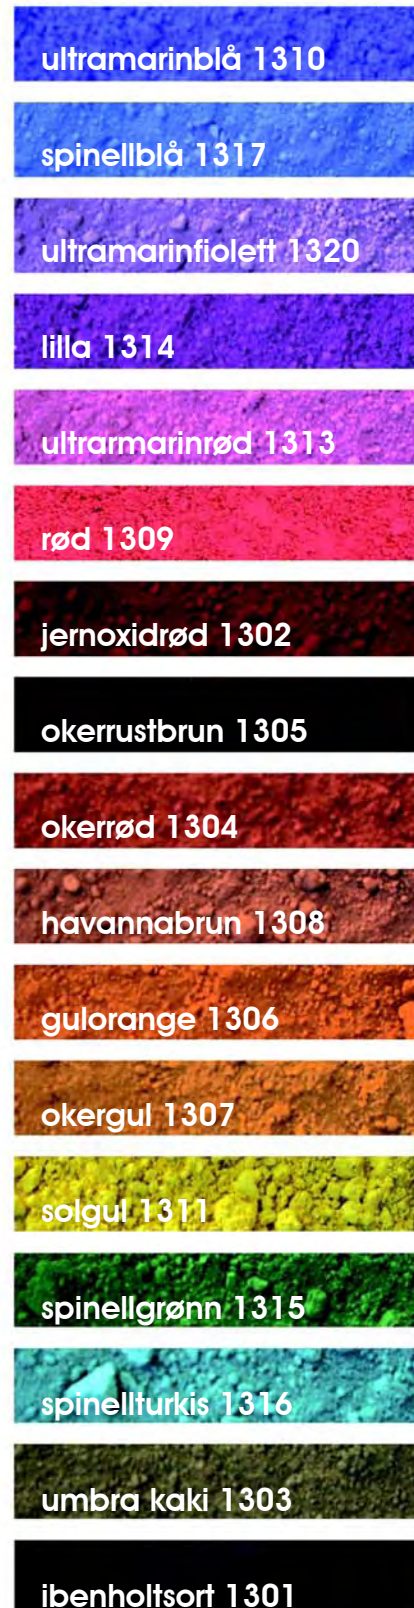 ultramarinblå 1310
spinellblå 1317
ultramarinfiolett 1320
lilla 1314
ultrarmarinrød 1313
rød 1309
jernoxidrød 1302
okerrustbrun 1305
okerrød 1304
havannabrun 1308
gulorange 1306
okergul 1307
solgul 1311
spinellgrønn 1315
spinellturkis 1316
umbra kaki 1303
ibenholtsort 1301